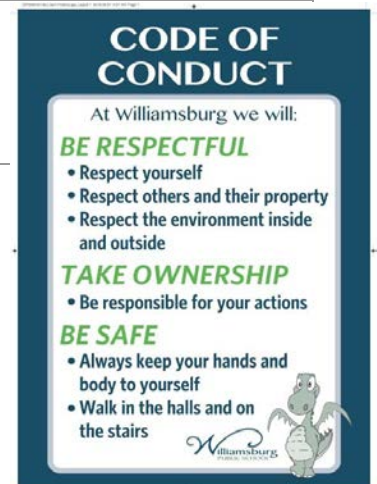 CODE OF
CONDUCT
At Williamsburg we will:
BE RESPECTFUL
• Respect yourself
• Respect others and their property
• Respect the environment inside
and outside
TAKE OWNERSHIP
• Be responsible for your actions
BE SAFE
• Always keep your hands and
body to yourself
• Walk in the halls and on
the stairs
Williamsburg
PUBLIC SCHOOL